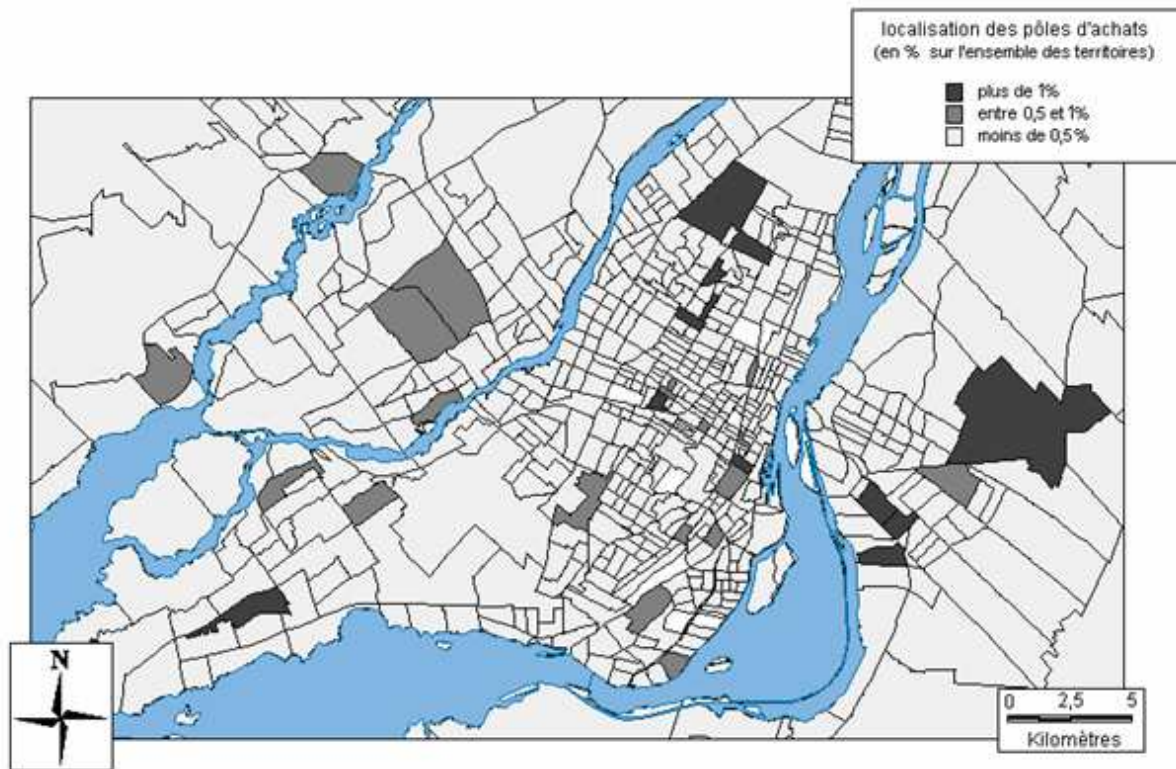 localisation des pôles d'achats
(en % sur l'ensemble des territoires)
plus de 1%
entre 0,5 et 1%
moins de 0,5%
N
0 2,5 5
Kilomètres